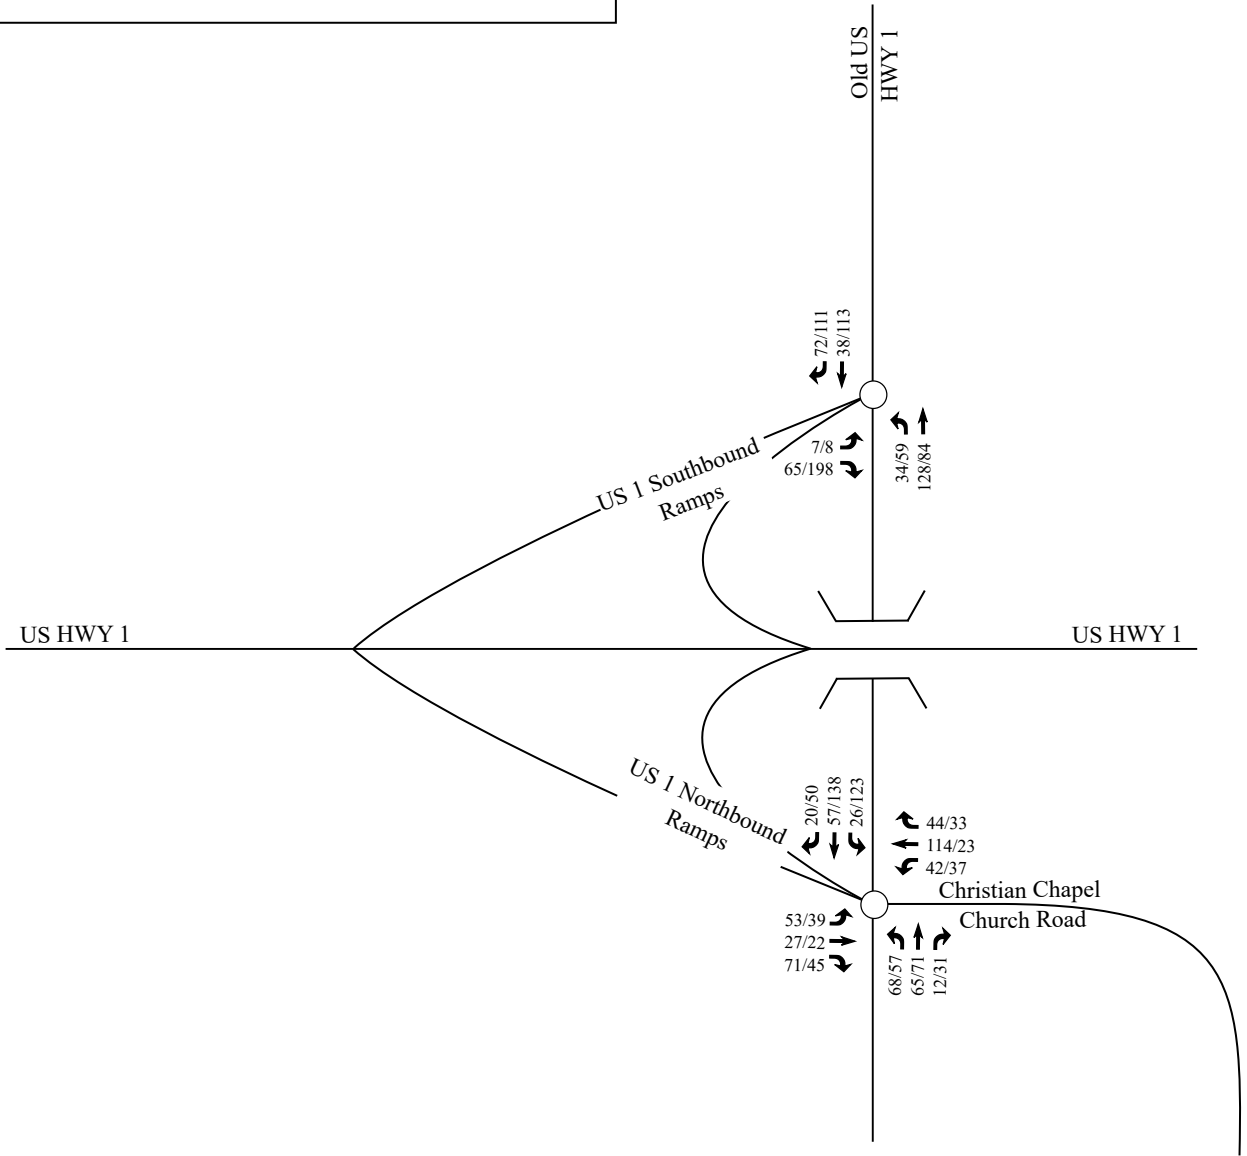 Old US
HWY 1
72/111
38/113
7/8
65/198
34/59
128/84
US 1 Southbound
Ramps
US HWY 1
US HWY 1
US 1 Northbound
Ramps
20/50
57/138
26/123
44/33
114/23
42/37
Christian Chapel
Church Road
53/39
27/22
71/45
68/57
65/71
12/31